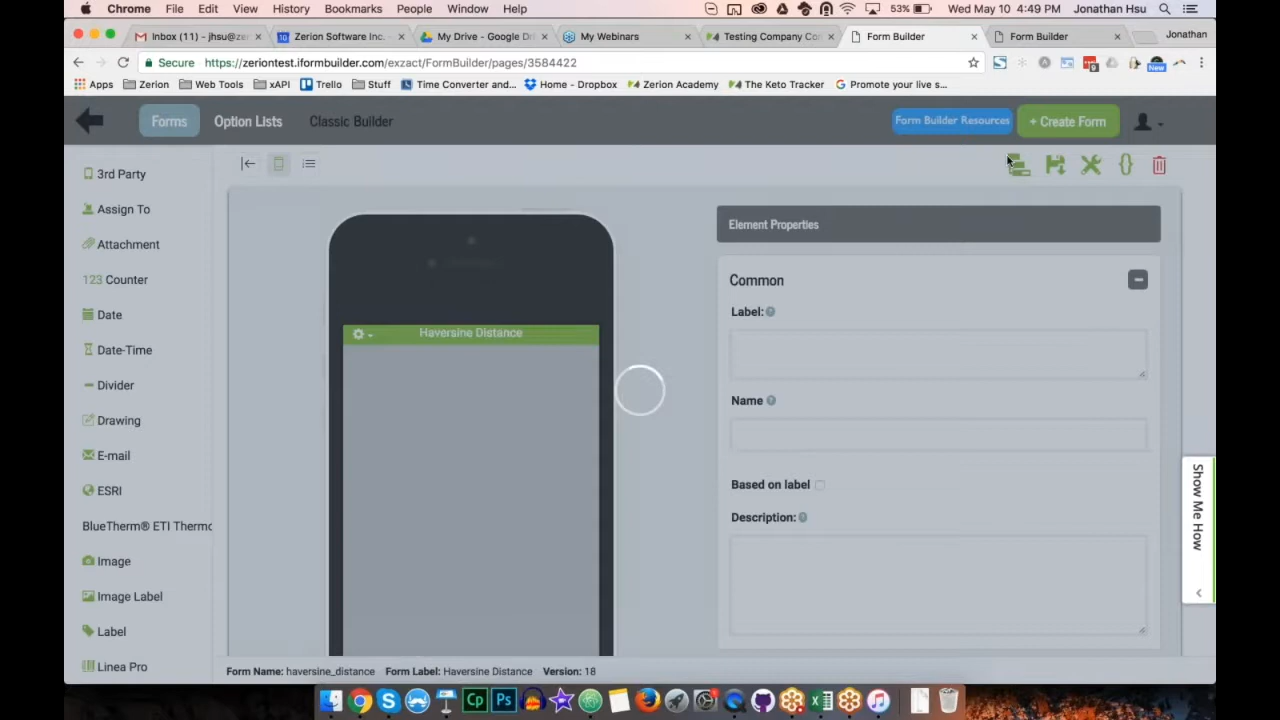 Chrome File Edit View History Bookmarks People Window Help 53% Wed May 10 4:49 PM Jonathan Hsu
Inbox (11) - jhsu@zer
Zerion Software Inc. -
My Drive - Google Dri
My Webinars
Testing Company Co
Form Builder
Form Builder
Jonathan
Secure https://zeriontest.iformbuilder.com/exzact/FormBuilder/pages/3584422
Apps Zerion Web Tools xAPI Trello Stuff Time Converter and... Home - Dropbox Zerion Academy The Keto Tracker Promote your live s...
Forms Option Lists Classic Builder Form Builder Resources + Create Form
3rd Party
Assign To
Attachment
123 Counter
Date
Date-Time
Divider
Drawing
E-mail
ESRI
BlueTherm® ETI Thermo
Image
Image Label
Label
Linea Pro
Haversine Distance
Element Properties
Common
Label:
Name
Based on label
Description:
Show Me How
Form Name: haversine_distance Form Label: Haversine Distance Version: 18